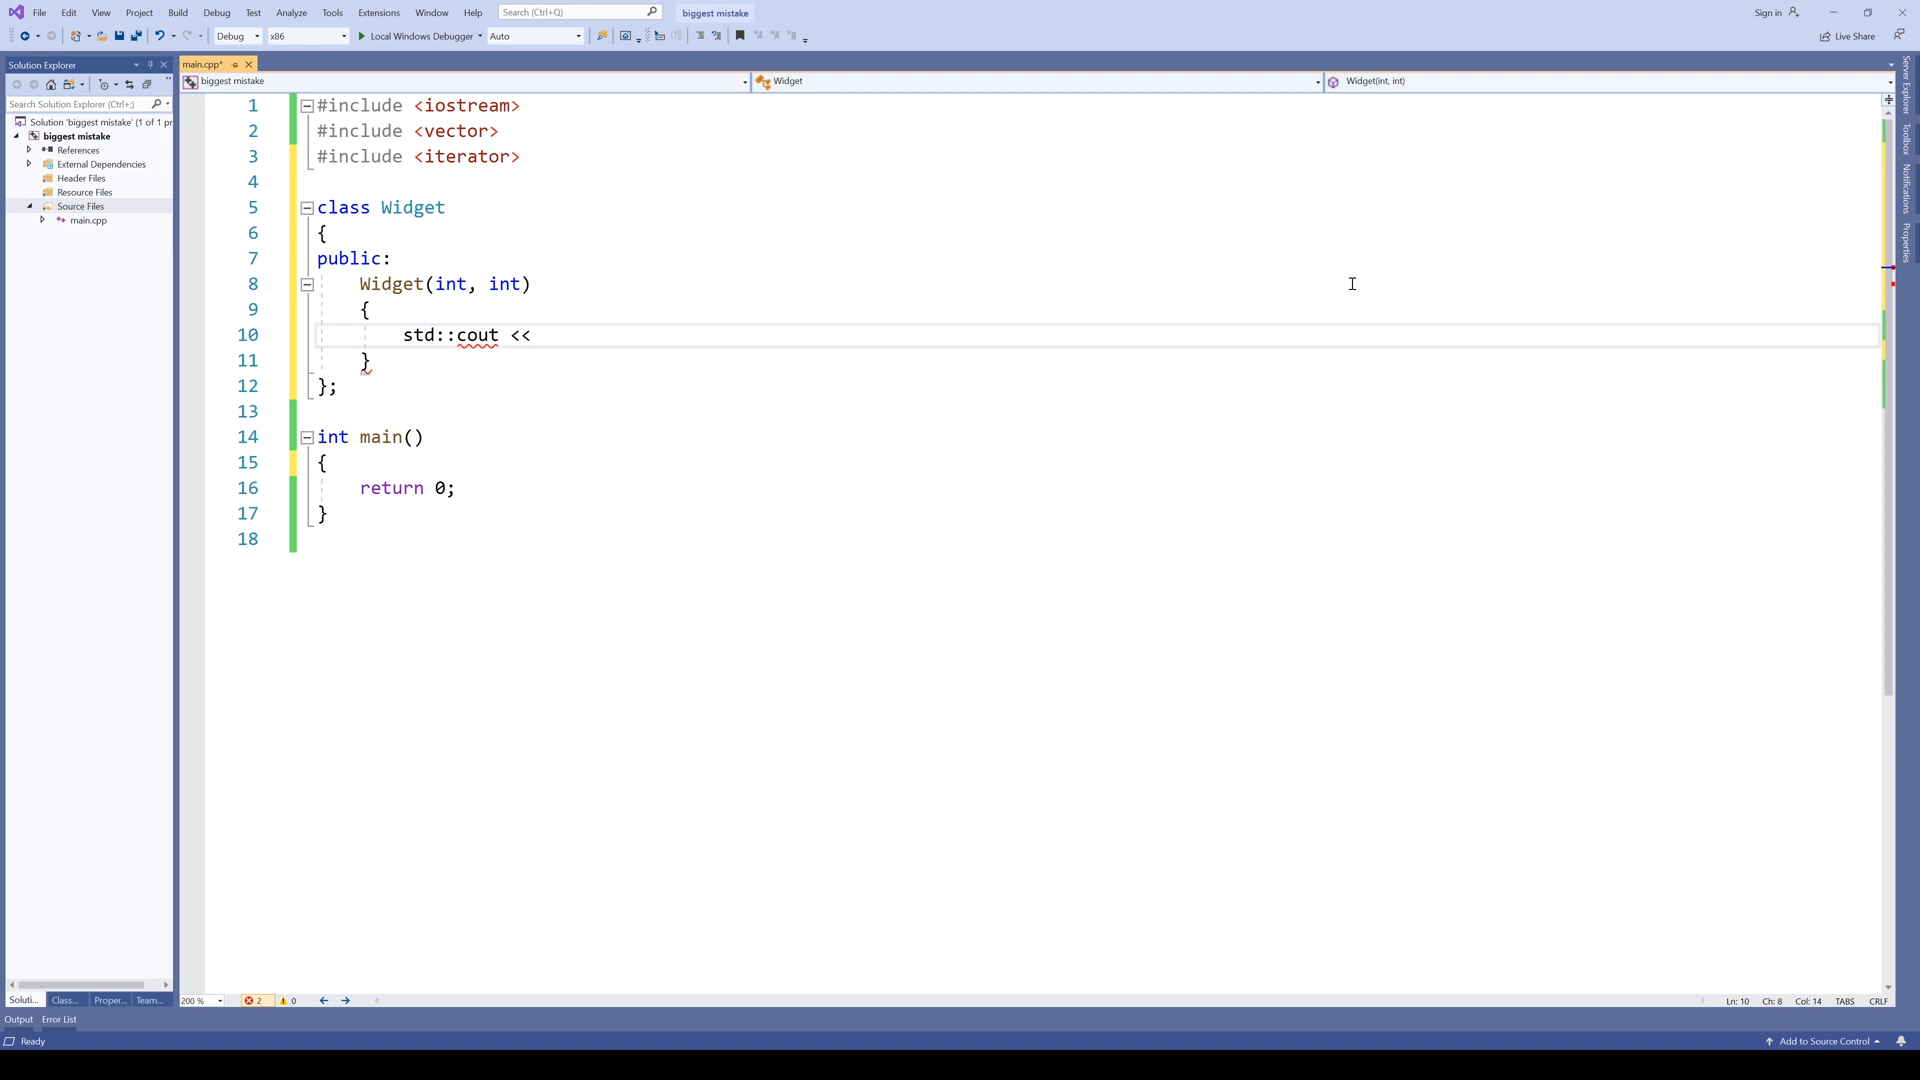 File Edit View Project Build Debug Test Analyze Tools Extensions Window Help Search (Ctrl+Q) biggest mistake Sign in
Debug x86 Local Windows Debugger Auto Live Share
Solution Explorer
Search Solution Explorer (Ctrl+;)
Solution 'biggest mistake' (1 of 1 pr
biggest mistake
References
External Dependencies
Header Files
Resource Files
Source Files
main.cpp
main.cpp*
biggest mistake Widget Widget(int, int)
1 #include <iostream>
2 #include <vector>
3 #include <iterator>
4
5 class Widget
6 {
7 public:
8 Widget(int, int)
9 {
10 std::cout <<
11 }
12 };
13
14 int main()
15 {
16 return 0;
17 }
18
Server Explorer
Toolbox
Notifications
Properties
Soluti... Class... Proper... Team...
200 % 2 0 Ln: 10 Ch: 8 Col: 14 TABS CRLF
Output Error List
Ready Add to Source Control